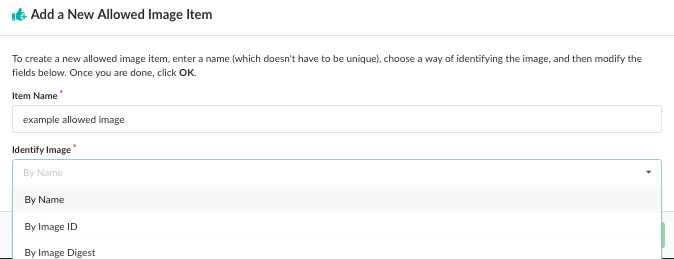 Add a New Allowed Image Item
To create a new allowed image item, enter a name (which doesn't have to be unique), choose a way of identifying the image, and then modify the
fields below. Once you are done, click OK.
Item Name *
example allowed image
Identify Image *
By Name
By Name
By Image ID
By Image Digest